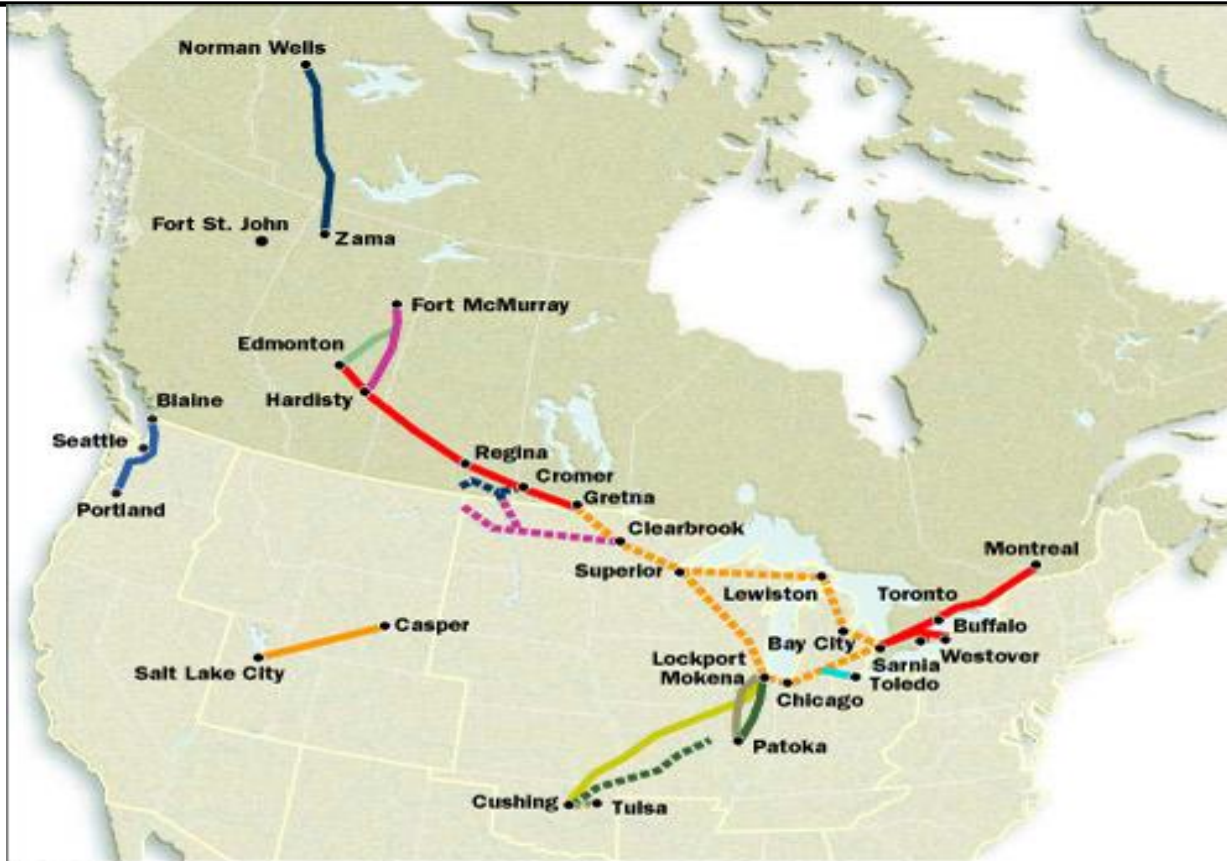 Norman Wells
Fort St. John
Zama
Fort McMurray
Edmonton
Hardisty
Blaine
Seattle
Portland
Regina
Cromer
Gretna
Clearbrook
Superior
Lewiston
Montreal
Toronto
Buffalo
Bay City
Sarnia
Westover
Toledo
Casper
Salt Lake City
Lockport
Mokena
Chicago
Patoka
Cushing
Tulsa